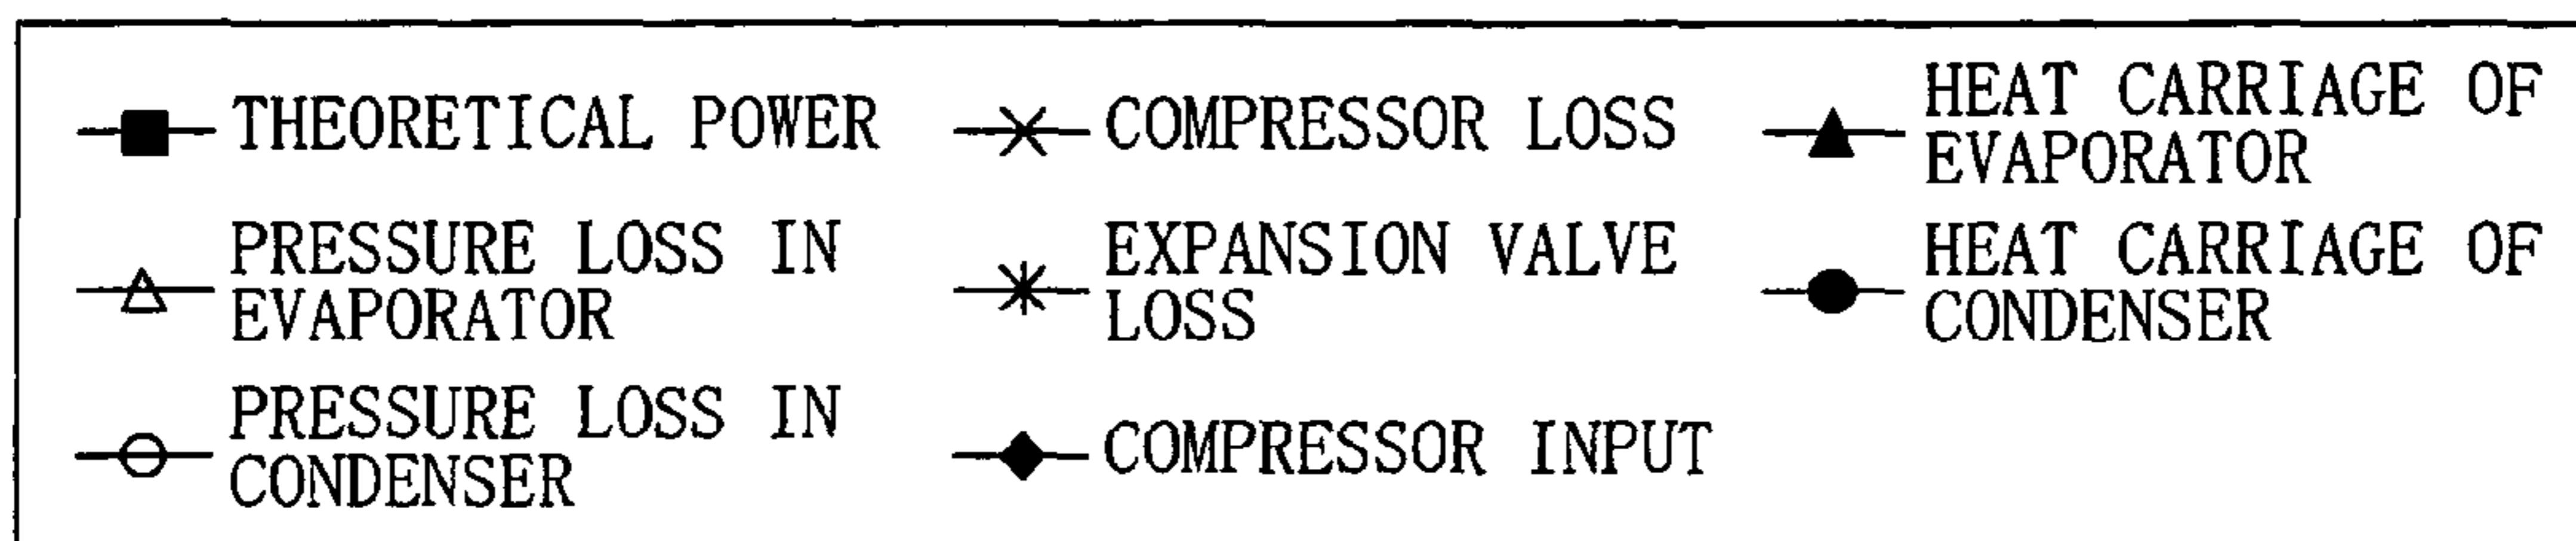 THEORETICAL POWER
COMPRESSOR LOSS
HEAT CARRIAGE OF
EVAPORATOR
PRESSURE LOSS IN
EVAPORATOR
EXPANSION VALVE
LOSS
HEAT CARRIAGE OF
CONDENSER
PRESSURE LOSS IN
CONDENSER
COMPRESSOR INPUT